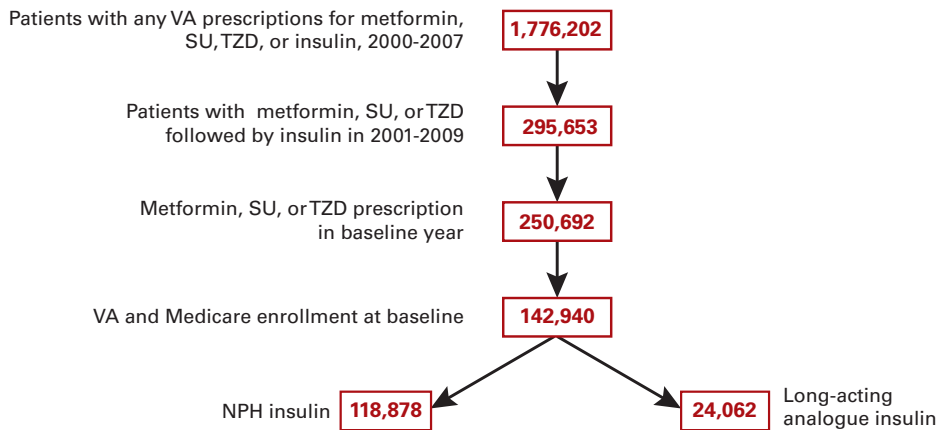 Patients with any VA prescriptions for metformin,
SU, TZD, or insulin, 2000-2007
1,776,202
Patients with metformin, SU, or TZD
followed by insulin in 2001-2009
295,653
Metformin, SU, or TZD prescription
in baseline year
250,692
VA and Medicare enrollment at baseline
142,940
NPH insulin
118,878
24,062
Long-acting
analogue insulin